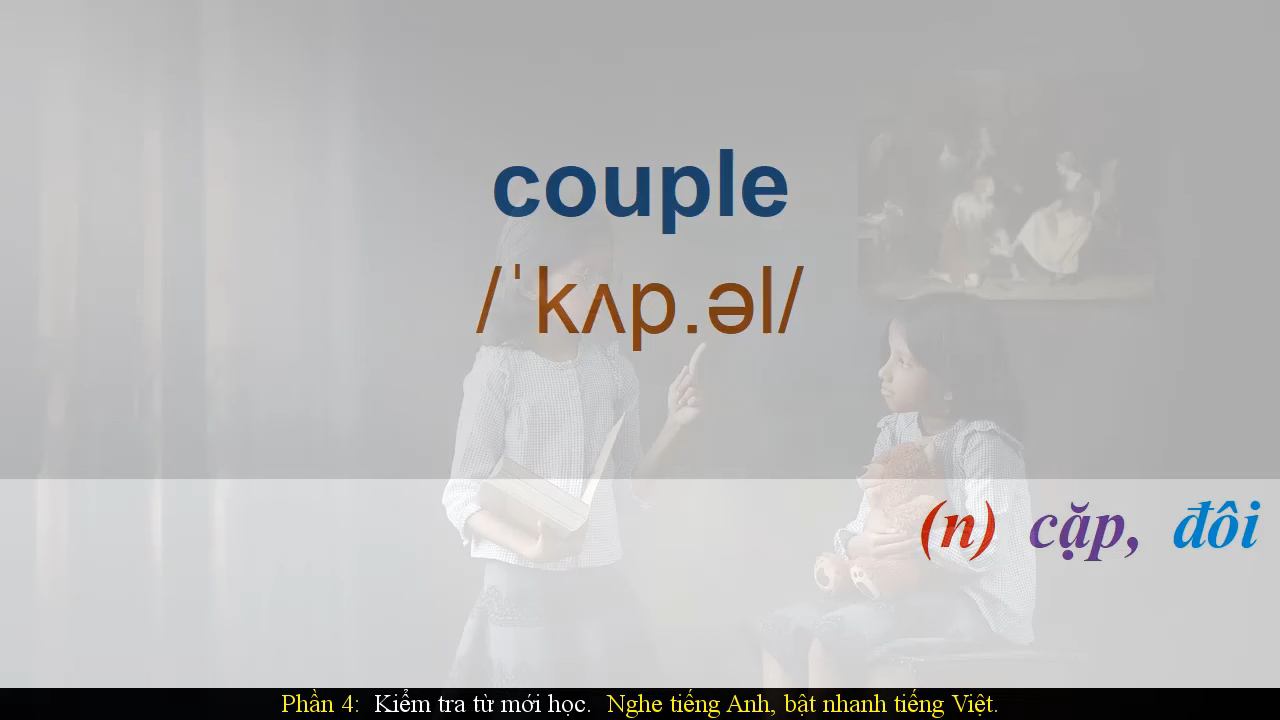 couple
/ˈkʌp.əl/
(n) cặp, đôi
Phần 4: Kiểm tra từ mới học. Nghe tiếng Anh, bật nhanh tiếng Việt.